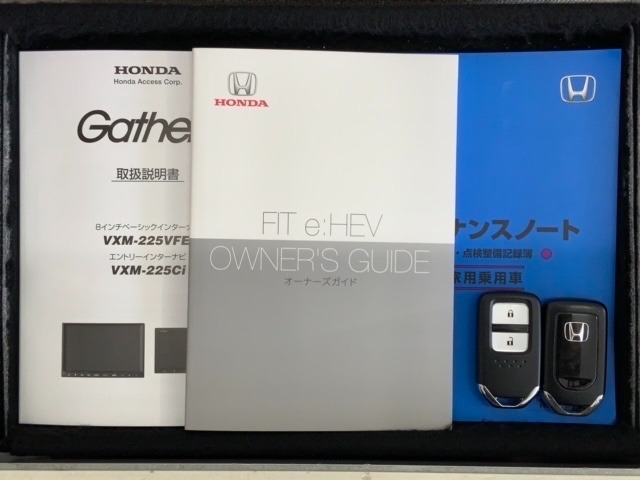 HONDA
Honda Access Corp.
Gathe
取扱説明書
8インチベーシックインター
VXM-225VFE
エントリーインターナビ
VXM-225Ci
HONDA
FIT e:HEV
OWNER'S GUIDE
オーナーズガイド
ナンスノート
・点検整備記録簿
家用乗用車